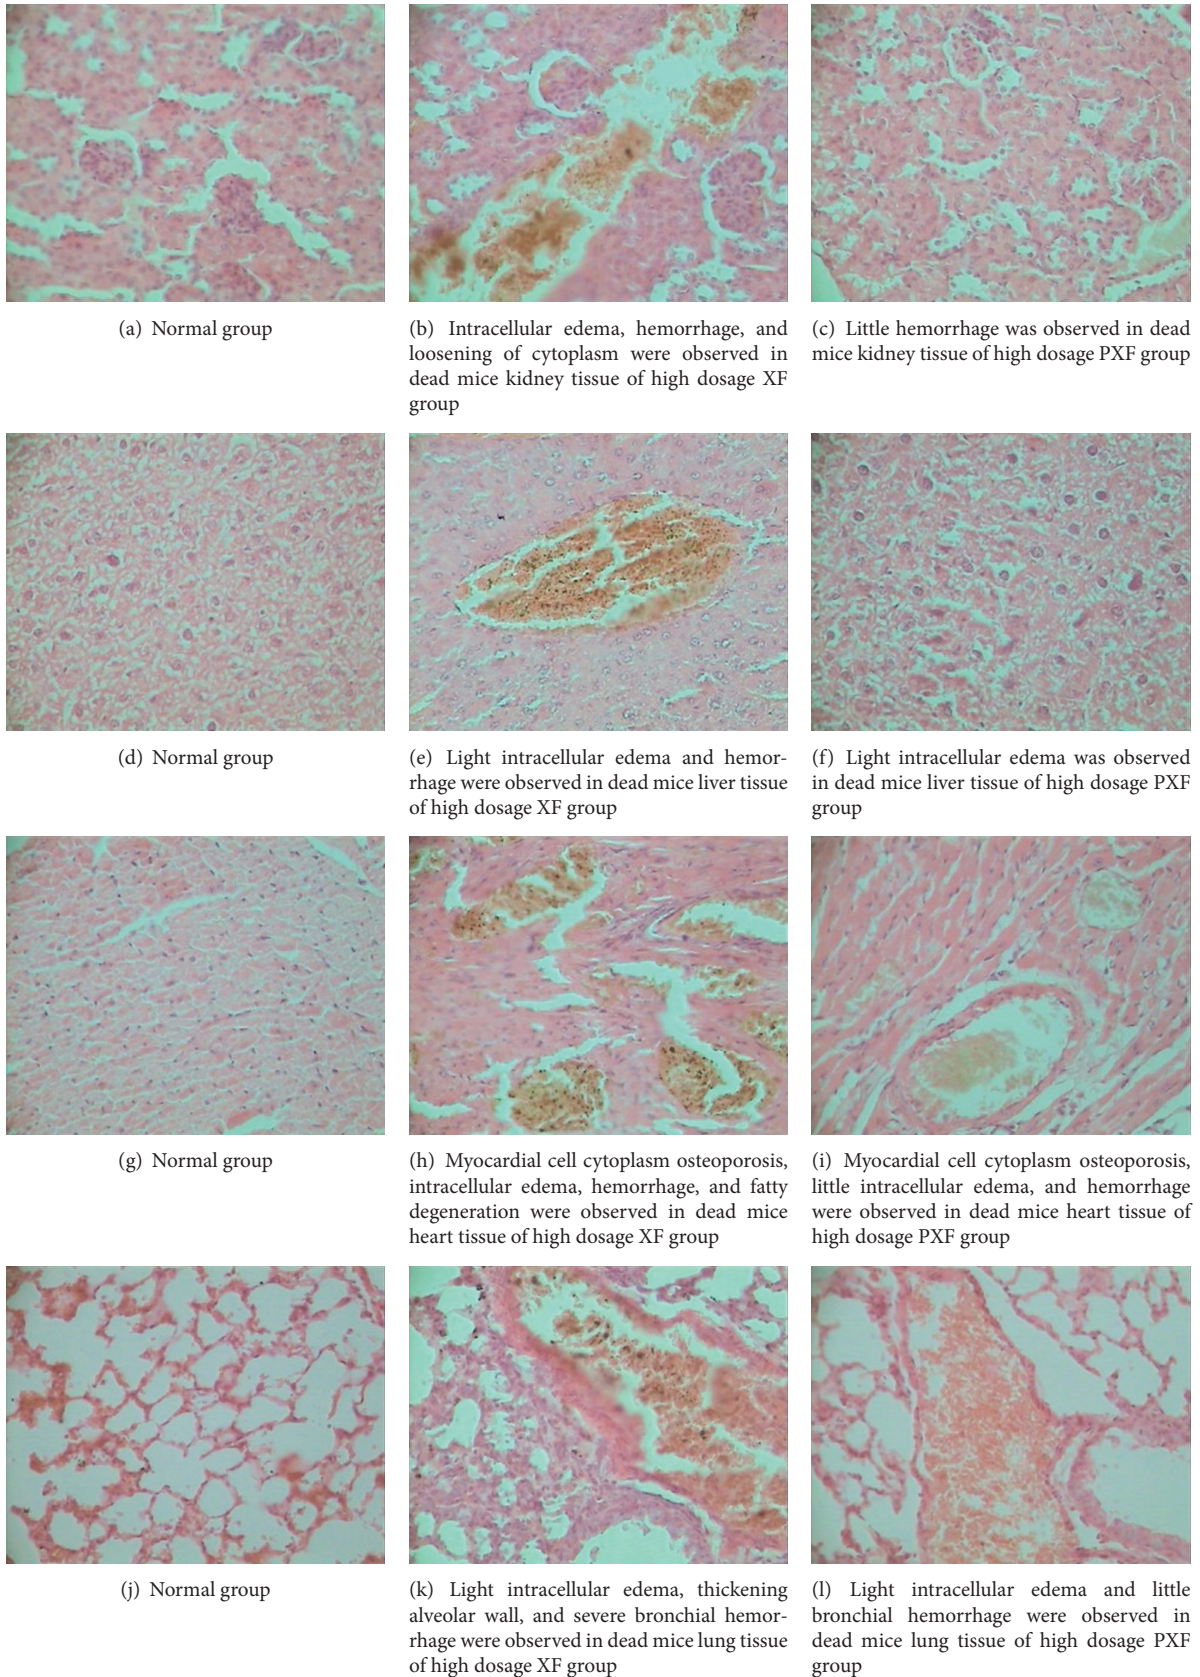 (a) Normal group
(b) Intracellular edema, hemorrhage, and
loosening of cytoplasm were observed in
dead mice kidney tissue of high dosage XF
group
(c) Little hemorrhage was observed in dead
mice kidney tissue of high dosage PXF group
(d) Normal group
(e) Light intracellular edema and hemor-
rhage were observed in dead mice liver tissue
of high dosage XF group
(f) Light intracellular edema was observed
in dead mice liver tissue of high dosage PXF
group
(g) Normal group
(h) Myocardial cell cytoplasm osteoporosis,
intracellular edema, hemorrhage, and fatty
degeneration were observed in dead mice
heart tissue of high dosage XF group
(i) Myocardial cell cytoplasm osteoporosis,
little intracellular edema, and hemorrhage
were observed in dead mice heart tissue of
high dosage PXF group
(j) Normal group
(k) Light intracellular edema, thickening
alveolar wall, and severe bronchial hemor-
rhage were observed in dead mice lung tissue
of high dosage XF group
(l) Light intracellular edema and little
bronchial hemorrhage were observed in
dead mice lung tissue of high dosage PXF
group